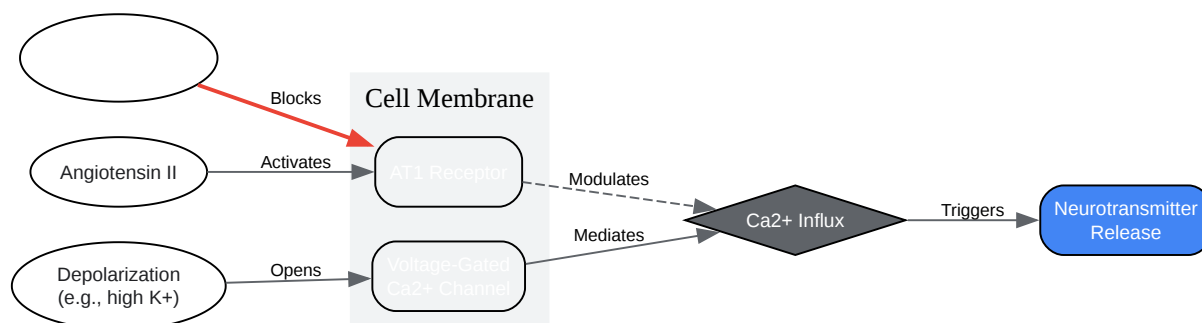 Blocks
Cell Membrane
Angiotensin II
Activates
AT1 Receptor
Modulates
Ca2+ Influx
Triggers
Neurotransmitter
Release
Depolarization
(e.g., high K+)
Opens
Voltage-Gated
Ca2+ Channel
Mediates